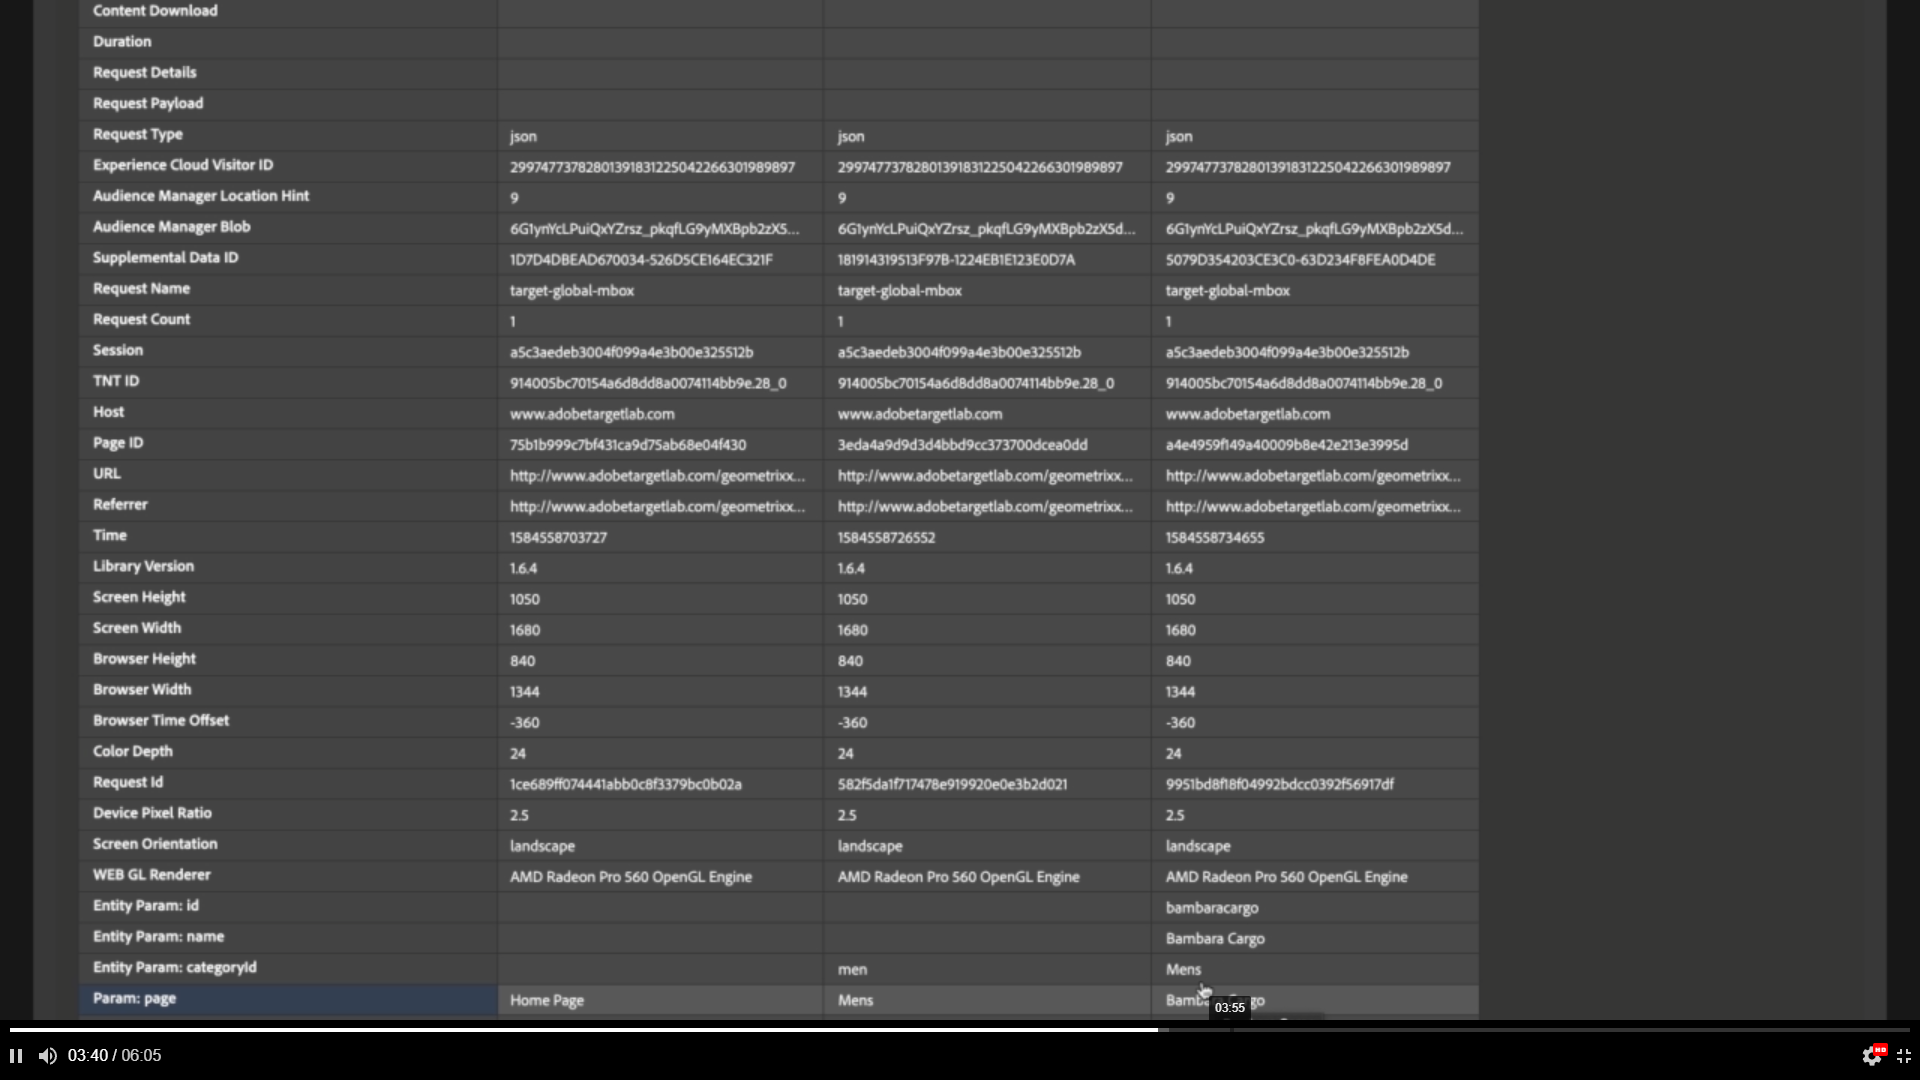 Content Download
Duration
Request Details
Request Payload
Request Type json json json
Experience Cloud Visitor ID 29974773782801391831225042266301989897 29974773782801391831225042266301989897 29974773782801391831225042266301989897
Audience Manager Location Hint 9 9 9
Audience Manager Blob 6G1ynYcLPuiQxYZrsz_pkqfLG9yMXBpb2zX5... 6G1ynYcLPuiQxYZrsz_pkqfLG9yMXBpb2zX5d... 6G1ynYcLPuiQxYZrsz_pkqfLG9yMXBpb2zX5d...
Supplemental Data ID 1D7D4DBEAD670034-526D5CE164EC321F 181914319513F97B-1224EB1E123E0D7A 5079D354203CE3C0-63D234F8FEA0D4DE
Request Name target-global-mbox target-global-mbox target-global-mbox
Request Count 1 1 1
Session a5c3aedeb3004f099a4e3b00e325512b a5c3aedeb3004f099a4e3b00e325512b a5c3aedeb3004f099a4e3b00e325512b
TNT ID 914005bc70154a6d8dd8a0074114bb9e.28_0 914005bc70154a6d8dd8a0074114bb9e.28_0 914005bc70154a6d8dd8a0074114bb9e.28_0
Host www.adobetargetlab.com www.adobetargetlab.com www.adobetargetlab.com
Page ID 75b1b999c7bf431ca9d75ab68e04f430 3eda4a9d9d3d4bbd9cc373700dcea0dd a4e4959f149a40009b8e42e213e3995d
URL http://www.adobetargetlab.com/geometrixx... http://www.adobetargetlab.com/geometrixx... http://www.adobetargetlab.com/geometrixx...
Referrer http://www.adobetargetlab.com/geometrixx... http://www.adobetargetlab.com/geometrixx... http://www.adobetargetlab.com/geometrixx...
Time 1584558703727 1584558726552 1584558734655
Library Version 1.6.4 1.6.4 1.6.4
Screen Height 1050 1050 1050
Screen Width 1680 1680 1680
Browser Height 840 840 840
Browser Width 1344 1344 1344
Browser Time Offset -360 -360 -360
Color Depth 24 24 24
Request Id 1ce689ff074441abb0c8f3379bc0b02a 582f5da1f717478e919920e0e3b2d021 9951bd8f18f04992bdcc0392f56917df
Device Pixel Ratio 2.5 2.5 2.5
Screen Orientation landscape landscape landscape
WEB GL Renderer AMD Radeon Pro 560 OpenGL Engine AMD Radeon Pro 560 OpenGL Engine AMD Radeon Pro 560 OpenGL Engine
Entity Param: id bambaracargo
Entity Param: name Bambara Cargo
Entity Param: categoryId men Mens
Param: page Home Page Mens
03:55
03:40 / 06:05
HD